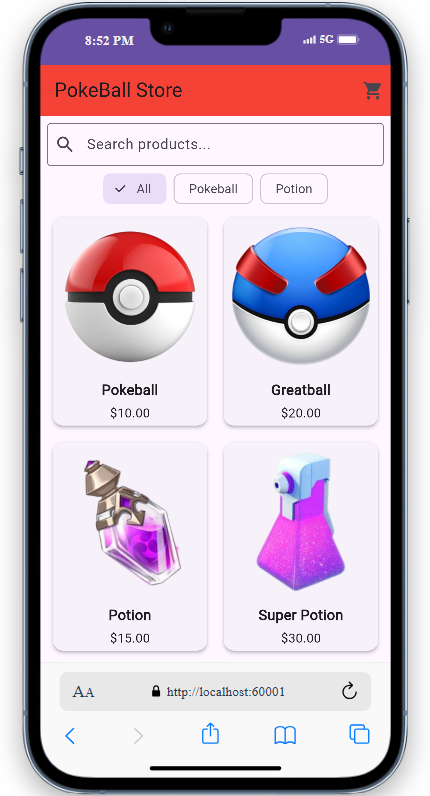 8:52 PM 5G
PokeBall Store
Search products...
All Pokeball Potion
Pokeball Greatball
$10.00 $20.00
Potion Super Potion
$15.00 $30.00
AA http://localhost:60001